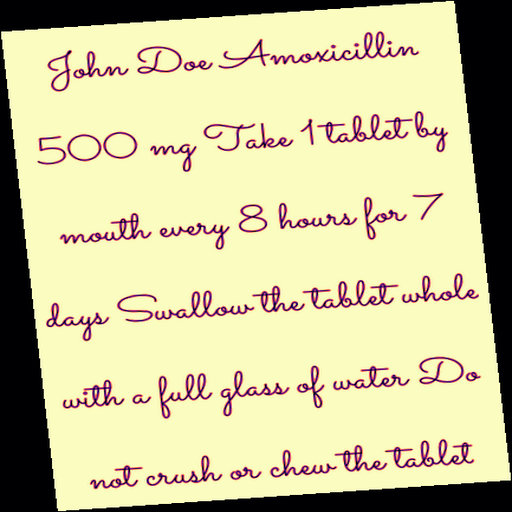 John Doe Amoxicillin
500 mg Take 1 tablet by
mouth every 8 hours for 7
days Swallow the tablet whole
with a full glass of water Do
not crush or chew the tablet